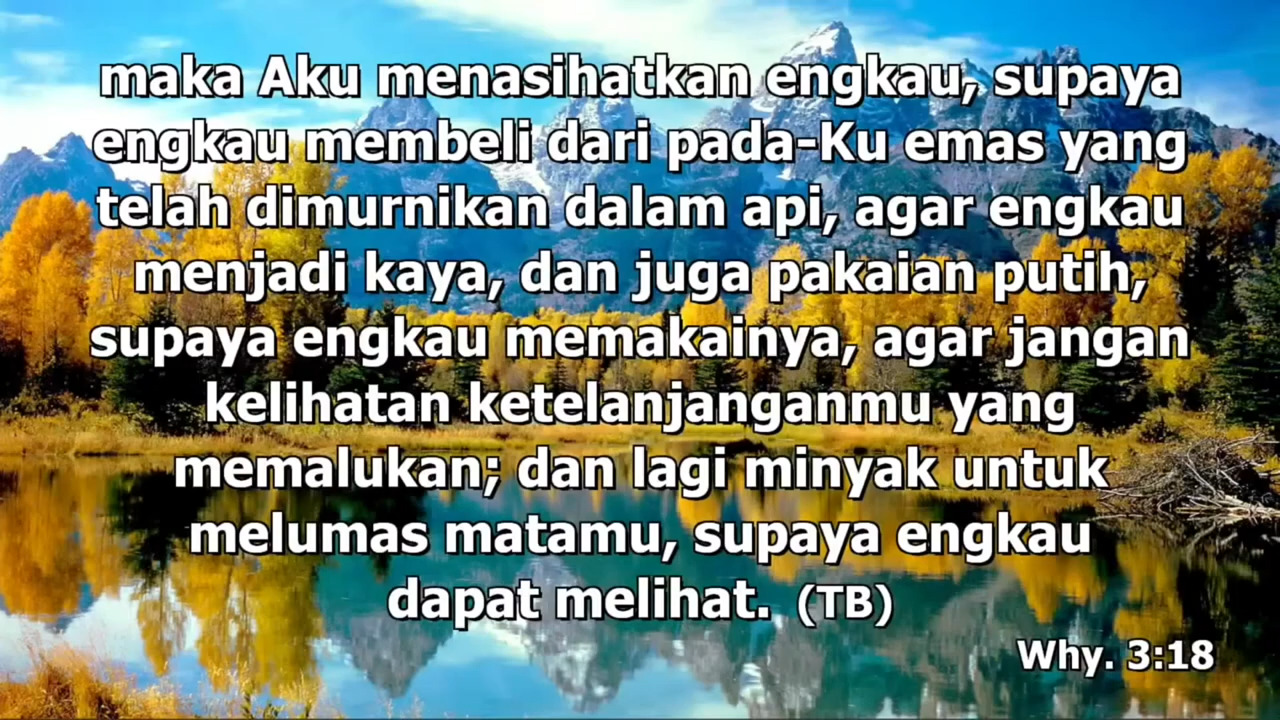 maka Aku menasihatkan engkau, supaya
engkau membeli dari pada-Ku emas yang
telah dimurnikan dalam api, agar engkau
menjadi kaya, dan juga pakaian putih,
supaya engkau memakainya, agar jangan
kelihatan ketelanjanganmu yang
memalukan; dan lagi minyak untuk
melumas matamu, supaya engkau
dapat melihat. (TB)
Why. 3:18